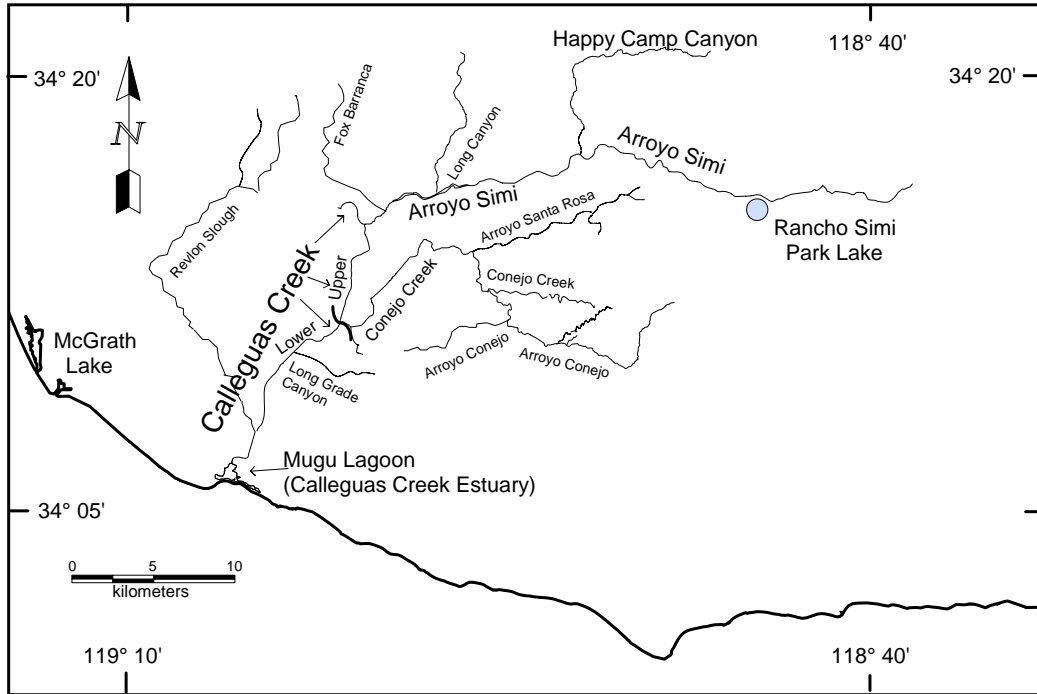 Happy Camp Canyon
118° 40'
34° 20'
34° 20'
N
Fox Barranca
Long Canyon
Arroyo Simi
Arroyo Simi
Rancho Simi
Park Lake
Arroyo Santa Rosa
Revlon Slough
Calleguas Creek
Upper
Lower
Conejo Creek
Conejo Creek
Arroyo Conejo
Arroyo Conejo
Long Grade
Canyon
McGrath
Lake
Mugu Lagoon
(Calleguas Creek Estuary)
34° 05'
0 5 10
kilometers
119° 10'
118° 40'